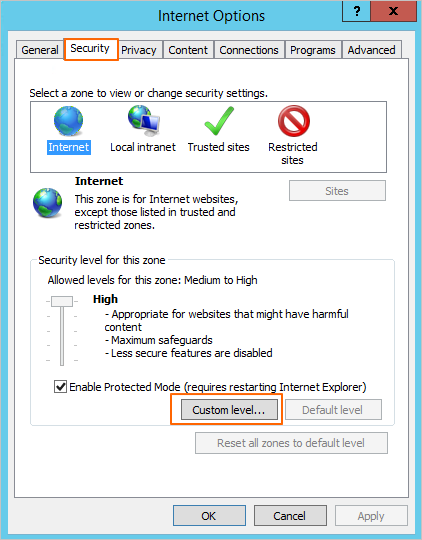 Internet Options
?
x
General
Security
Privacy
Content
Connections
Programs
Advanced
Select a zone to view or change security settings.
Internet
Local intranet
Trusted sites
Restricted
sites
Internet
Sites
This zone is for Internet websites,
except those listed in trusted and
restricted zones.
Security level for this zone
Allowed levels for this zone: Medium to High
High
- Appropriate for websites that might have harmful
content
- Maximum safeguards
- Less secure features are disabled
Enable Protected Mode (requires restarting Internet Explorer)
Custom level...
Default level
Reset all zones to default level
OK
Cancel
Apply